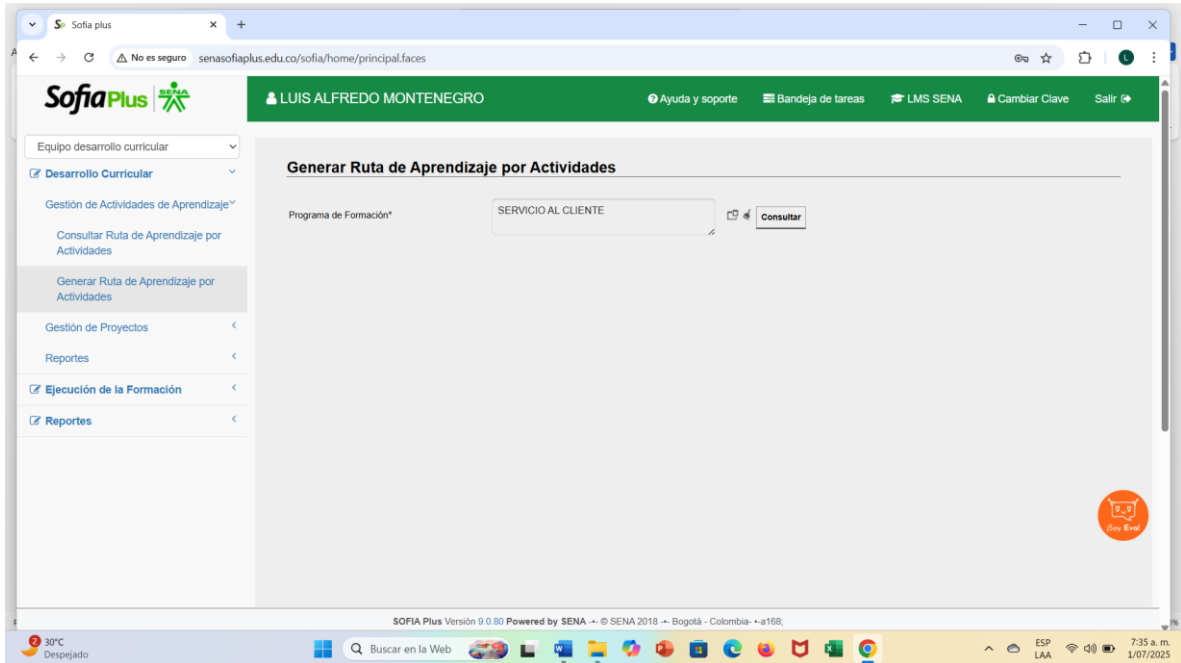 Sofia plus
No es seguro senasofiaplus.edu.co/sofia/home/principal.faces
L
SofiaPlus SENA
LUIS ALFREDO MONTENEGRO
Ayuda y soporte
Bandeja de tareas
LMS SENA
Cambiar Clave
Salir
Equipo desarrollo curricular
Desarrollo Curricular
Gestión de Actividades de Aprendizaje
Consultar Ruta de Aprendizaje por
Actividades
Generar Ruta de Aprendizaje por
Actividades
Gestión de Proyectos
Reportes
Ejecución de la Formación
Reportes
Generar Ruta de Aprendizaje por Actividades
Programa de Formación*
SERVICIO AL CLIENTE
Consultar
¡Soy Eva!
SOFIA Plus Versión 9.0.80 Powered by SENA -•- © SENA 2018 -•- Bogotá - Colombia- •-a168;
2
30°C
Despejado
Buscar en la Web
ESP
LAA
7:35 a. m.
1/07/2025